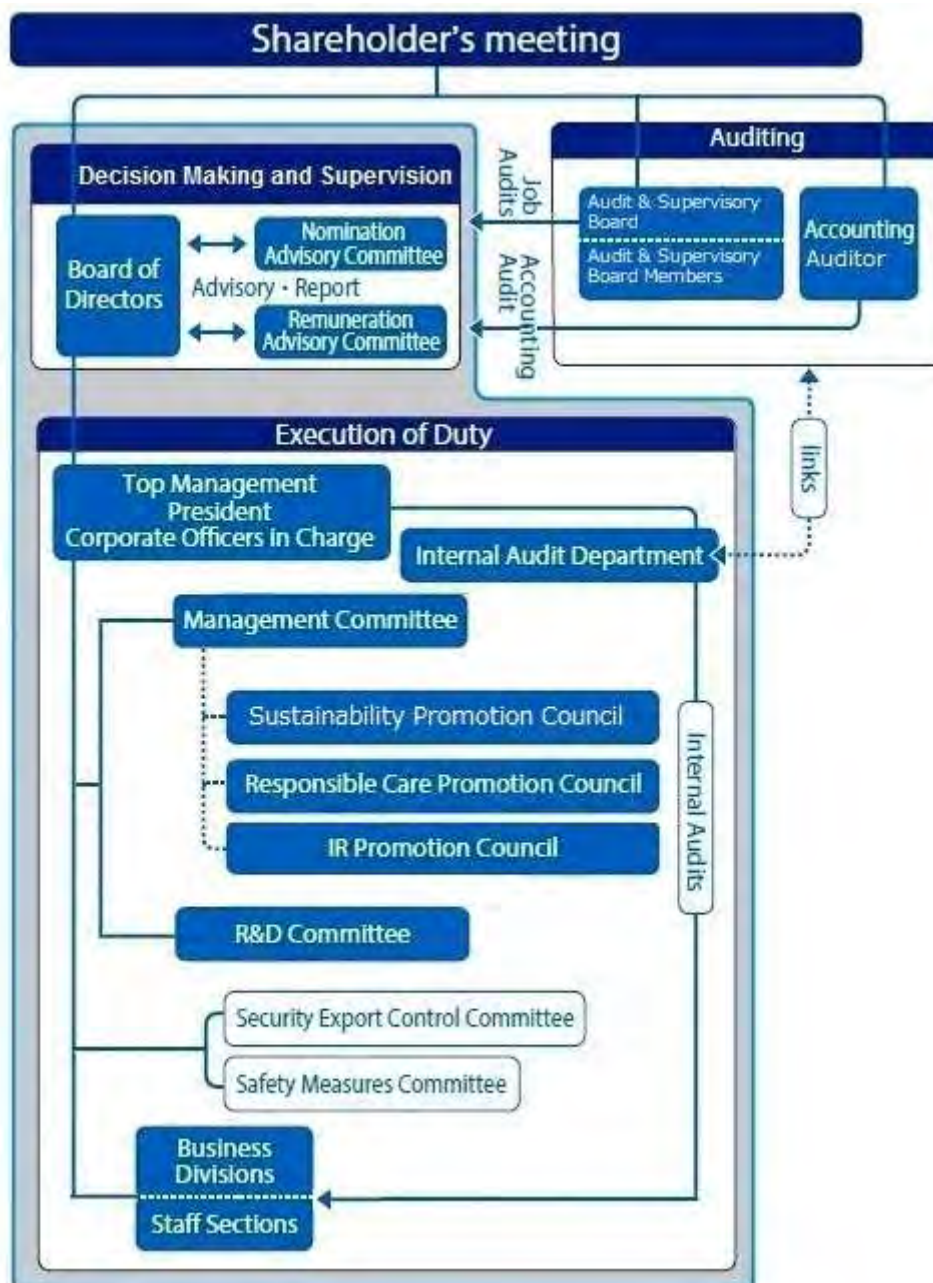 Shareholder's meeting
Decision Making and Supervision
Board of
Directors
Nomination
Advisory Committee
Advisory・Report
Remuneration
Advisory Committee
Job
Audits
Accounting
Audit
Auditing
Audit & Supervisory
Board
Audit & Supervisory
Board Members
Accounting
Auditor
links
Execution of Duty
Top Management
President
Corporate Officers in Charge
Internal Audit Department
Management Committee
Sustainability Promotion Council
Responsible Care Promotion Council
IR Promotion Council
Internal Audits
R&D Committee
Security Export Control Committee
Safety Measures Committee
Business
Divisions
Staff Sections